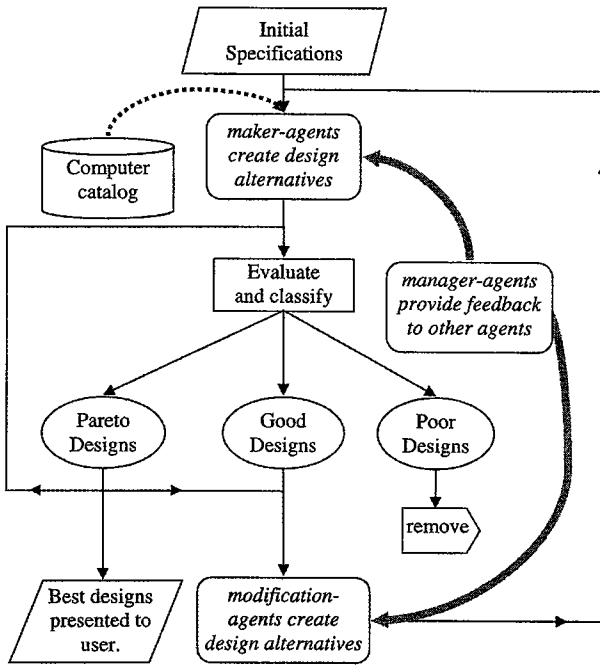 Initial
Specifications
maker-agents
create design
alternatives
Computer
catalog
Evaluate
and classify
manager-agents
provide feedback
to other agents
Pareto
Designs
Good
Designs
Poor
Designs
remove
Best designs
presented to
user.
modification-
agents create
design alternatives